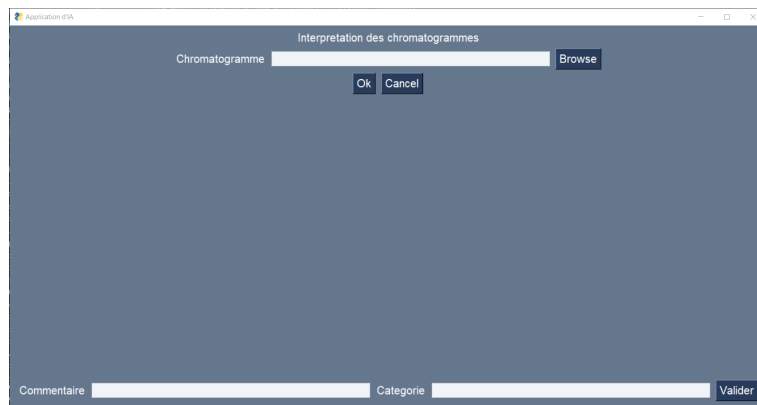 Application d'IA
Interpretation des chromatogrammes
Chromatogramme Browse
Ok Cancel
Commentaire Categorie Valider